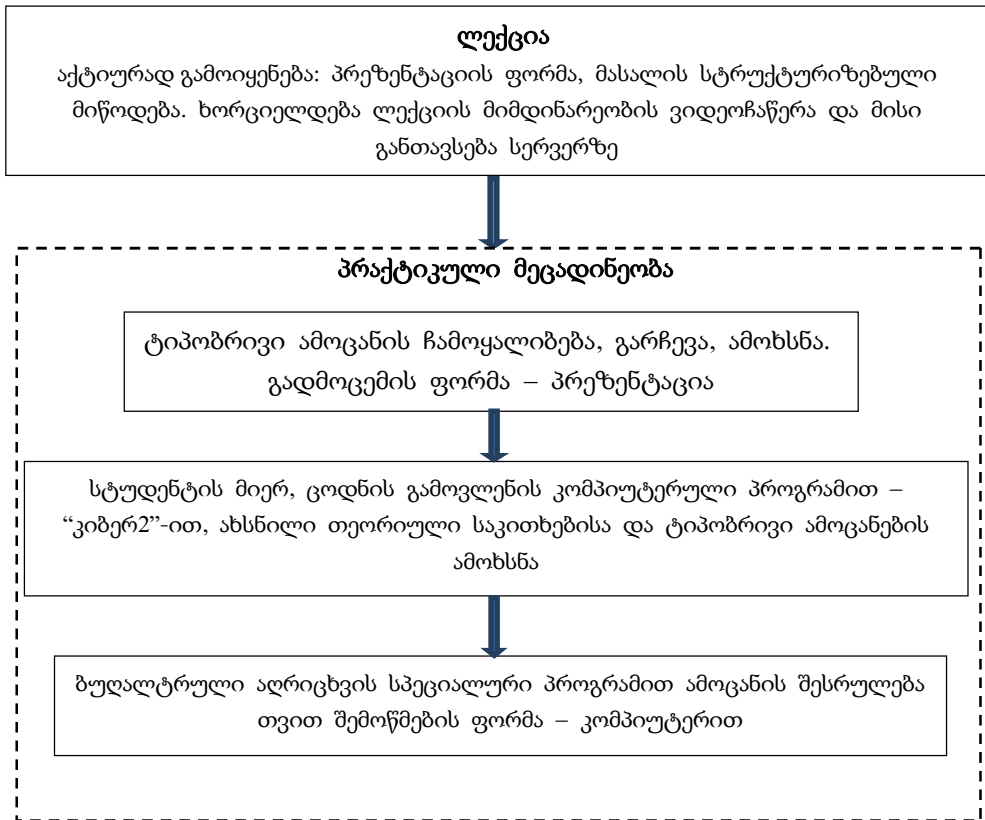 ლექცია
აქტიურად გამოიყენება: პრეზენტაციის ფორმა, მასალის სტრუქტურიზებული
მიწოდება. ხორციელდება ლექციის მიმდინარეობის ვიდეოჩაწერა და მისი
განთავსება სერვერზე
პრაქტიკული მეცადინეობა
ტიპობრივი ამოცანის ჩამოყალიბება, გარჩევა, ამოხსნა.
გადმოცემის ფორმა – პრეზენტაცია
სტუდენტის მიერ, ცოდნის გამოვლენის კომპიუტერული პროგრამით –
“კიბერ2”-ით, ახსნილი თეორიული საკითხებისა და ტიპობრივი ამოცანების
ამოხსნა
ბუღალტრული აღრიცხვის სპეციალური პროგრამით ამოცანის შესრულება
თვით შემოწმების ფორმა – კომპიუტერით